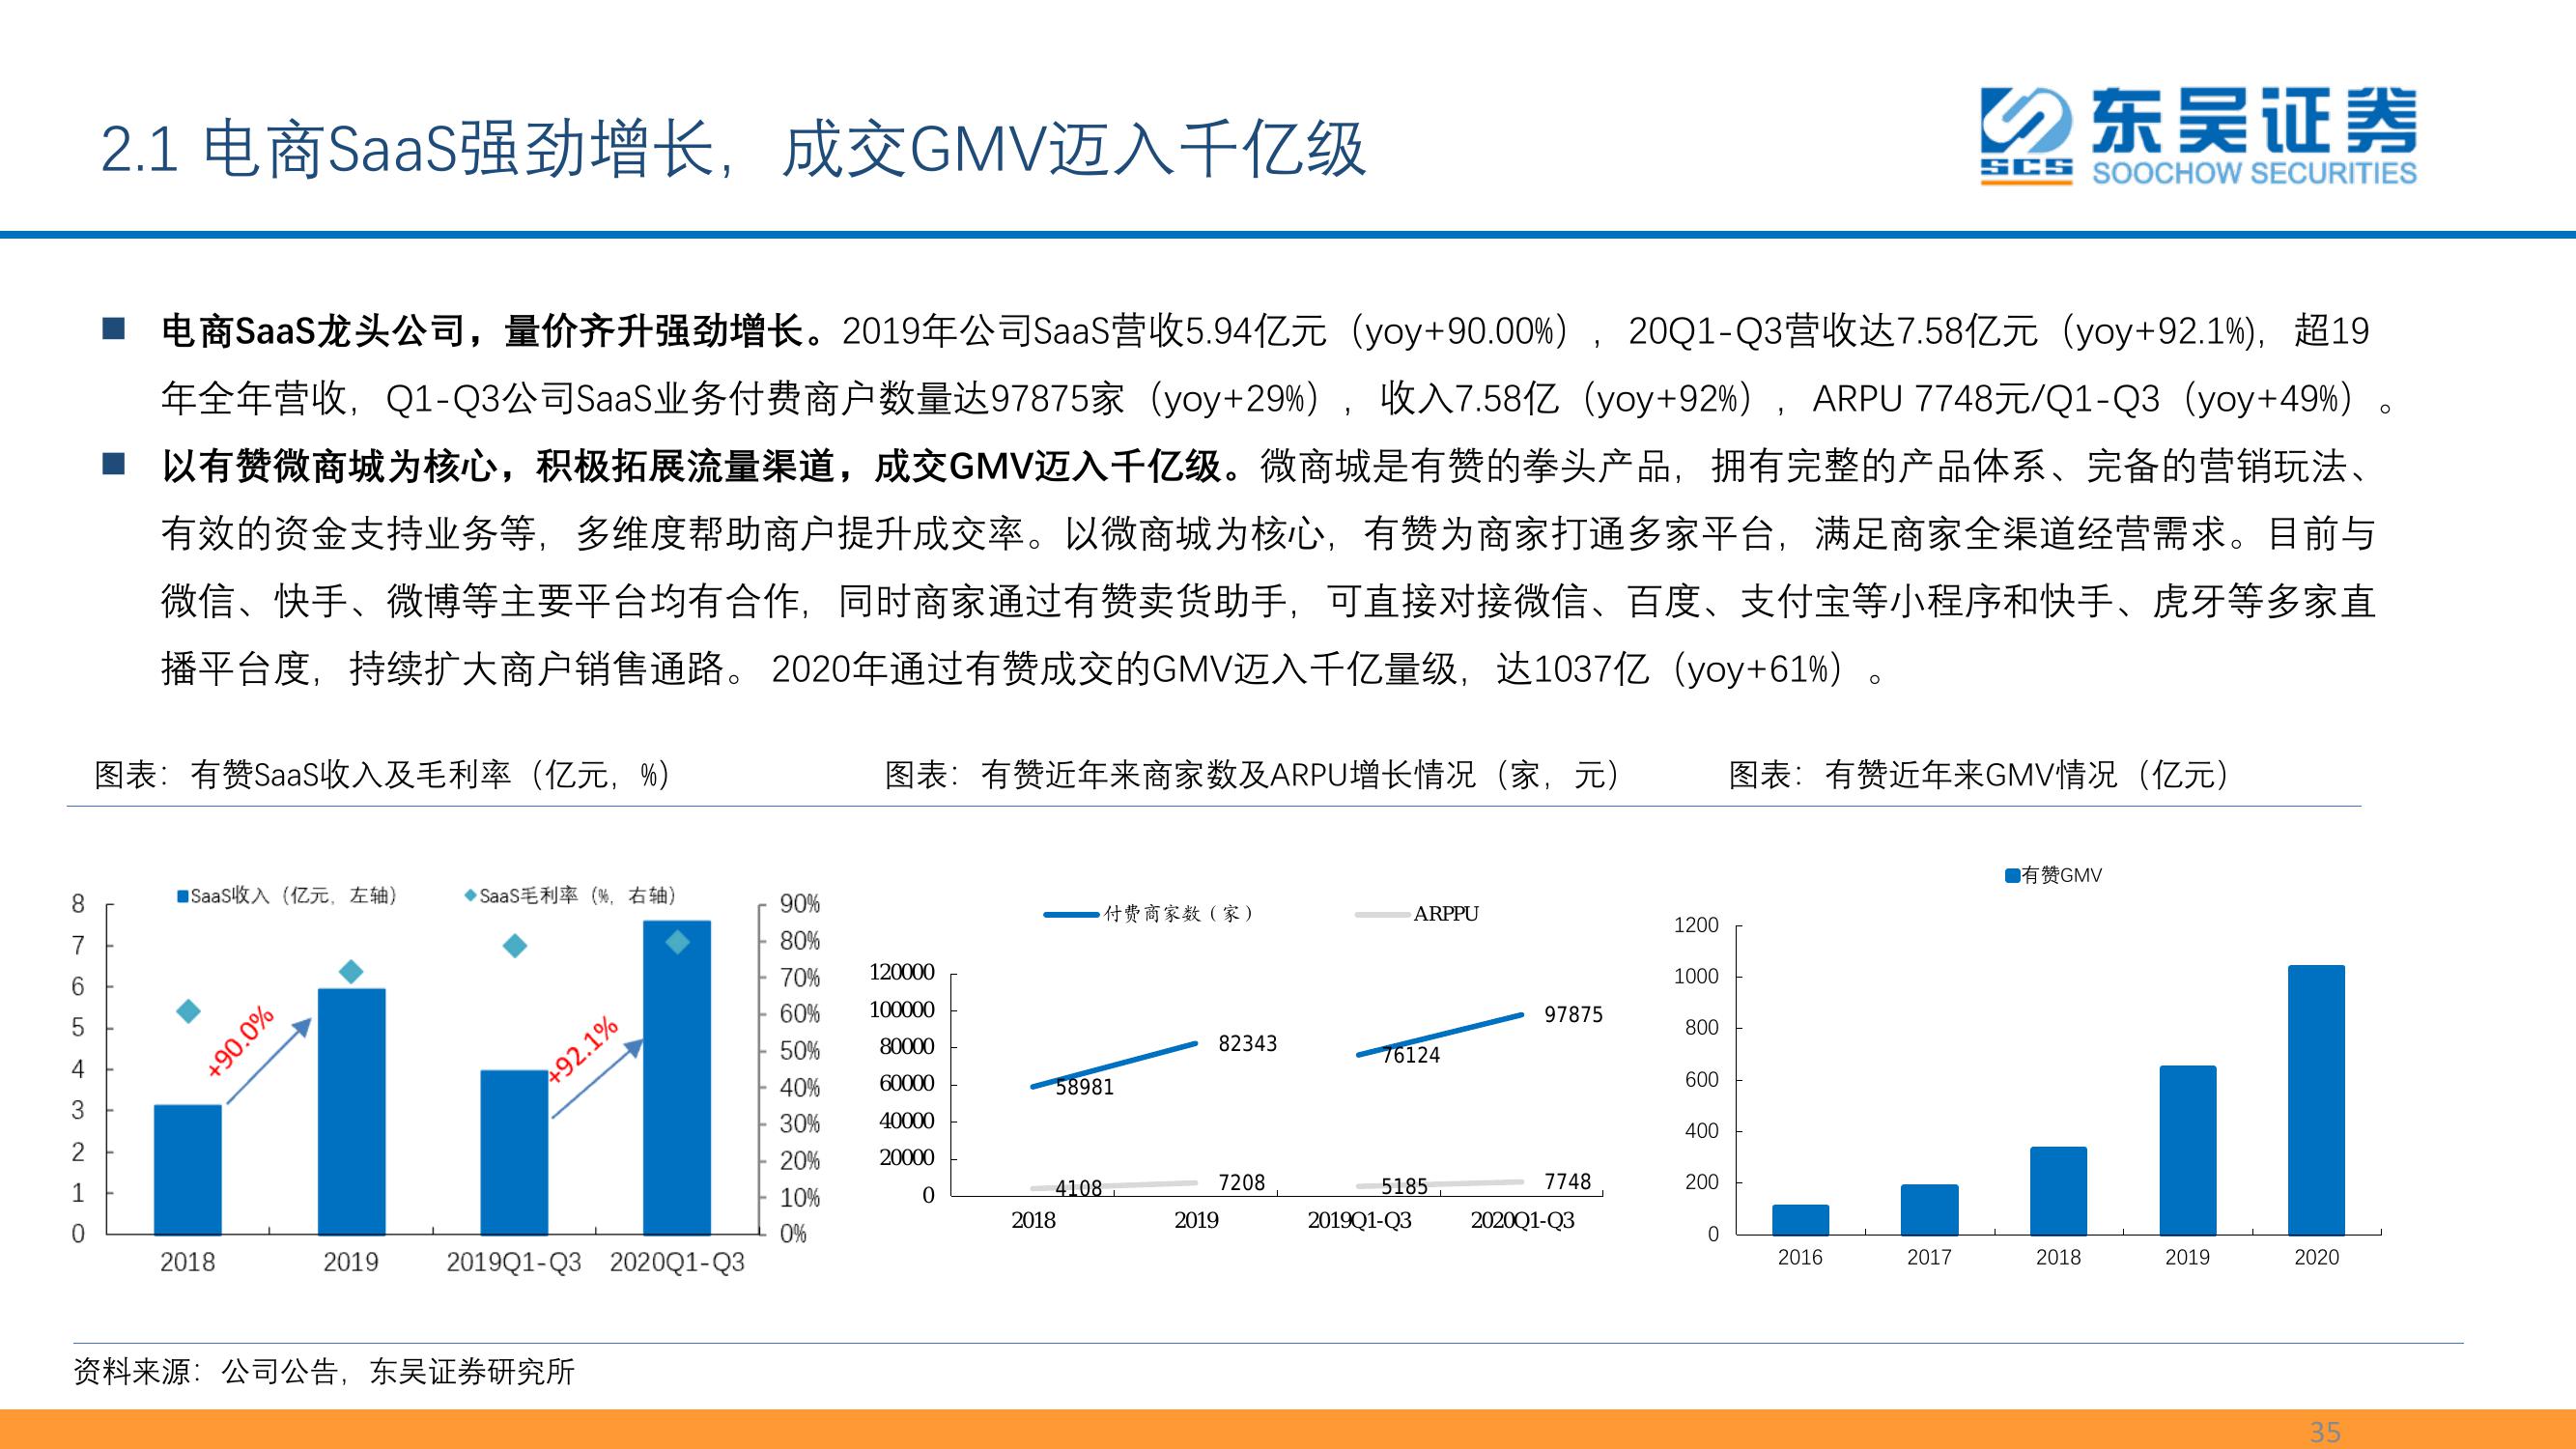 2.1 电商SaaS强劲增长，成交GMV迈入千亿级
东吴证券
SCS
SOOCHOW SECURITIES
电商SaaS龙头公司，量价齐升强劲增长。2019年公司SaaS营收5.94亿元（yoy+90.00%），20Q1-Q3营收达7.58亿元（yoy+92.1%)，超19
年全年营收，Q1-Q3公司SaaS业务付费商户数量达97875家（yoy+29%），收入7.58亿（yoy+92%），ARPU 7748元/Q1-Q3（yoy+49%）。
以有赞微商城为核心，积极拓展流量渠道，成交GMV迈入千亿级。微商城是有赞的拳头产品，拥有完整的产品体系、完备的营销玩法、
有效的资金支持业务等，多维度帮助商户提升成交率。以微商城为核心，有赞为商家打通多家平台，满足商家全渠道经营需求。目前与
微信、快手、微博等主要平台均有合作，同时商家通过有赞卖货助手，可直接对接微信、百度、支付宝等小程序和快手、虎牙等多家直
播平台度，持续扩大商户销售通路。 2020年通过有赞成交的GMV迈入千亿量级，达1037亿（yoy+61%）。
图表：有赞SaaS收入及毛利率（亿元，%）
图表：有赞近年来商家数及ARPU增长情况（家，元）
图表：有赞近年来GMV情况（亿元）
SaaS收入（亿元，左轴）
SaaS毛利率（%，右轴）
8
7
6
5
4
3
2
1
0
90%
80%
70%
60%
50%
40%
30%
20%
10%
0%
+90.0%
+92.1%
2018
2019
2019Q1-Q3
2020Q1-Q3
付费商家数（家）
ARPPU
120000
100000
80000
60000
40000
20000
0
58981
82343
76124
97875
4108
7208
5185
7748
2018
2019
2019Q1-Q3
2020Q1-Q3
有赞GMV
1200
1000
800
600
400
200
0
2016
2017
2018
2019
2020
资料来源：公司公告，东吴证券研究所
35